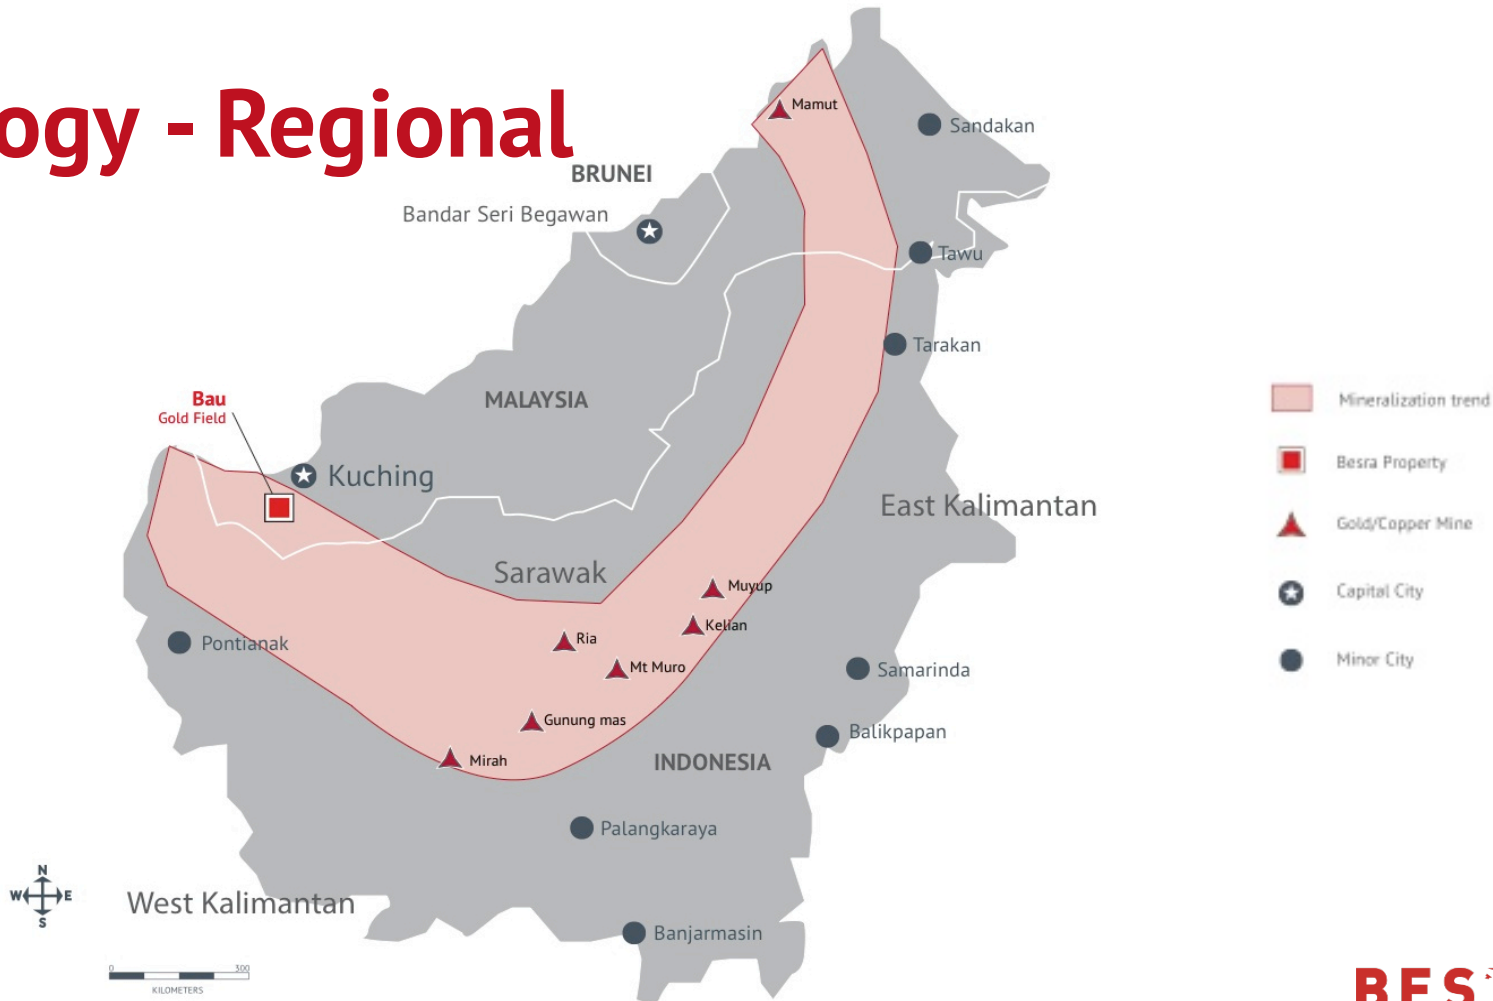 ogy - Regional
Mamut
Sandakan
BRUNEI
Bandar Seri Begawan
Tawu
Tarakan
Bau
Gold Field
MALAYSIA
Kuching
Mineralization trend
Besra Property
East Kalimantan
Gold/Copper Mine
Sarawak
Muyup
Capital City
Kelian
Ria
Pontianak
Mt Muro
Minor City
Samarinda
Gunung mas
Balikpapan
Mirah
INDONESIA
Palangkaraya
N
W E
S
West Kalimantan
Banjarmasin
0 300
KILOMETERS
BES